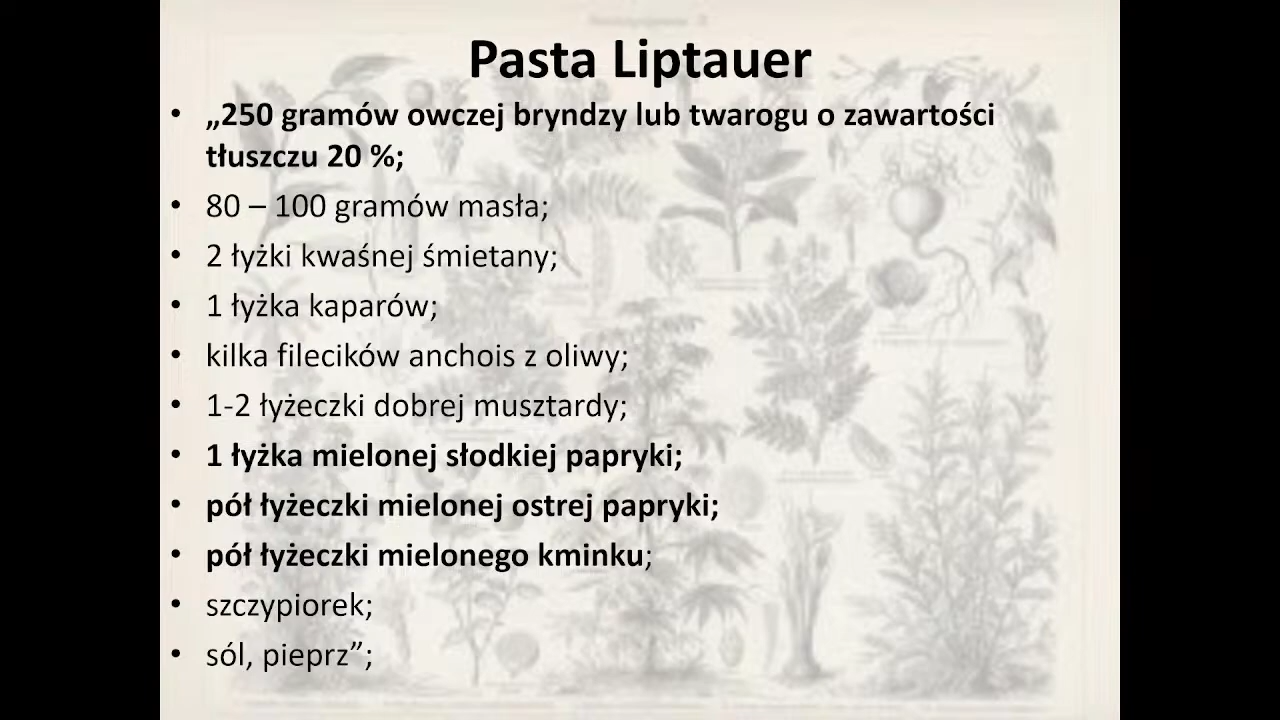 Pasta Liptauer
• „250 gramów owczej bryndzy lub twarogu o zawartości
tłuszczu 20 %;
• 80 – 100 gramów masła;
• 2 łyżki kwaśnej śmietany;
• 1 łyżka kaparów;
• kilka filecików anchois z oliwy;
• 1-2 łyżeczki dobrej musztardy;
• 1 łyżka mielonej słodkiej papryki;
• pół łyżeczki mielonej ostrej papryki;
• pół łyżeczki mielonego kminku;
• szczypiorek;
• sól, pieprz”;